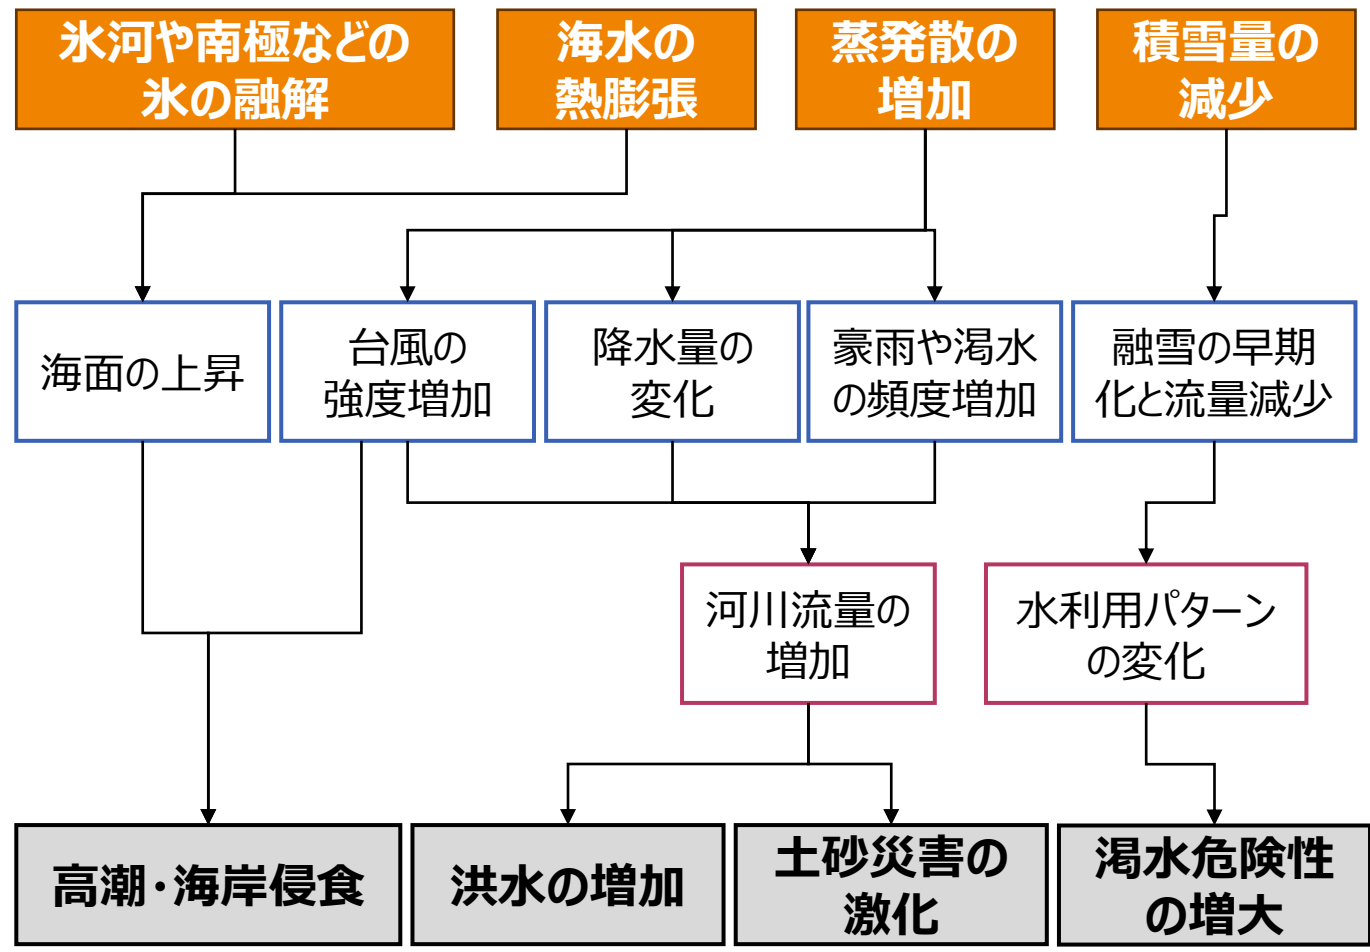 氷河や南極などの
氷の融解
海水の
熱膨張
蒸発散の
増加
積雪量の
減少
海面の上昇
台風の
強度増加
降水量の
変化
豪雨や渇水
の頻度増加
融雪の早期
化と流量減少
河川流量の
増加
水利用パターン
の変化
高潮・海岸侵食
洪水の増加
土砂災害の
激化
渇水危険性
の増大